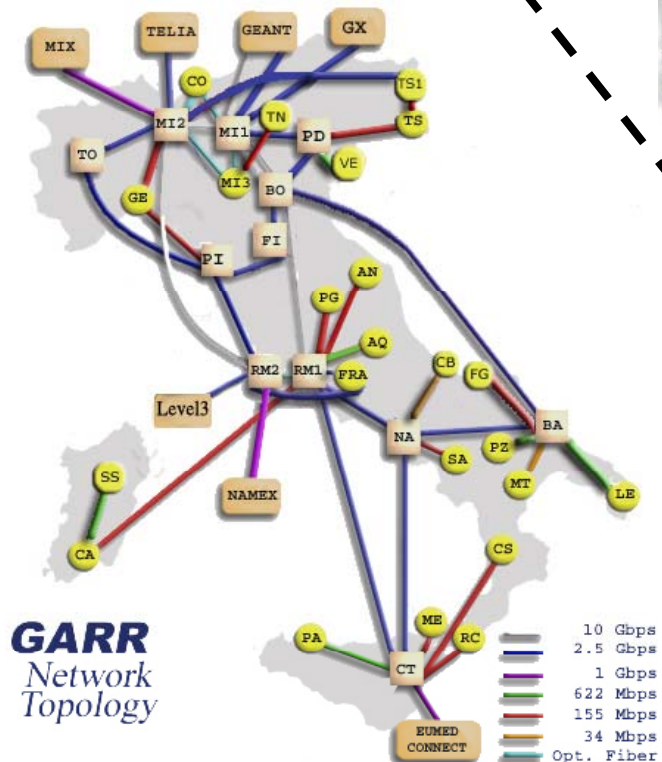 TELIA
GEANT
GX
MIX
CO
TS1
TN
MI2
MI1
PD
TS
TO
VE
MI3
BO
GE
FI
PI
AN
PG
AQ
CB
RM2
RM1
FRA
FG
Level3
NA
BA
PZ
SA
MT
SS
NAMEX
LE
CA
CS
ME
PA
RC
CT
GARR
Network
Topology
EUMED
CONNECT
10 Gbps
2.5 Gbps
1 Gbps
622 Mbps
155 Mbps
34 Mbps
Opt. Fiber